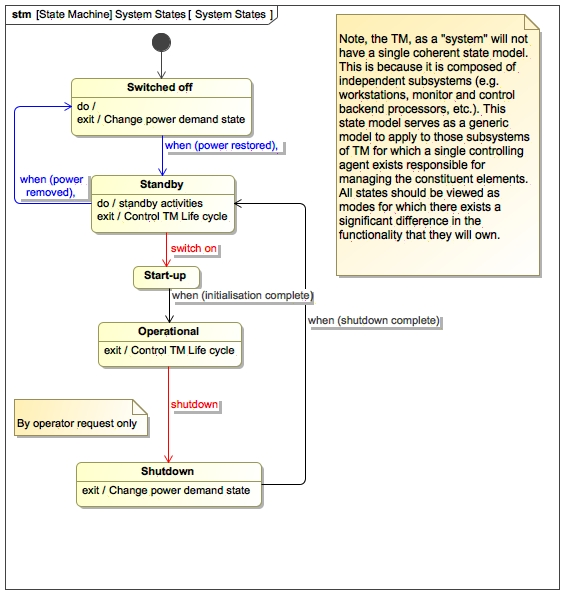 stm [State Machine] System States [ System States ]
Switched off
do /
exit / Change power demand state
when (power restored),
when (power
removed),
Standby
do / standby activities
exit / Control TM Life cycle
switch on
Start-up
when (initialisation complete)
when (shutdown complete)
Operational
exit / Control TM Life cycle
shutdown
By operator request only
Shutdown
exit / Change power demand state
Note, the TM, as a "system" will not
have a single coherent state model.
This is because it is composed of
independent subsystems (e.g.
workstations, monitor and control
backend processors, etc.). This
state model serves as a generic
model to apply to those subsystems
of TM for which a single controlling
agent exists responsible for
managing the constituent elements.
All states should be viewed as
modes for which there exists a
significant difference in the
functionality that they will own.